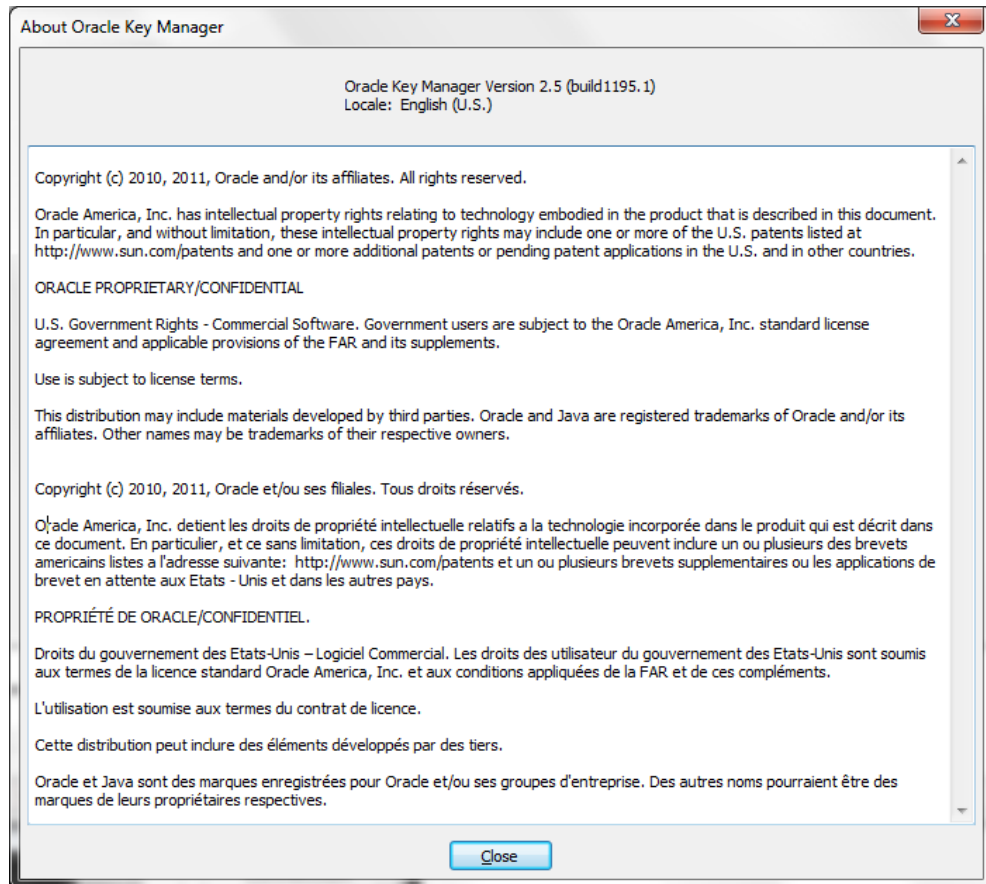 About Oracle Key Manager
Oracle Key Manager Version 2.5 (build1195.1)
Locale: English (U.S.)
Copyright (c) 2010, 2011, Oracle and/or its affiliates. All rights reserved.
Oracle America, Inc. has intellectual property rights relating to technology embodied in the product that is described in this document.
In particular, and without limitation, these intellectual property rights may include one or more of the U.S. patents listed at
http://www.sun.com/patents and one or more additional patents or pending patent applications in the U.S. and in other countries.
ORACLE PROPRIETARY/CONFIDENTIAL
U.S. Government Rights - Commercial Software. Government users are subject to the Oracle America, Inc. standard license
agreement and applicable provisions of the FAR and its supplements.
Use is subject to license terms.
This distribution may include materials developed by third parties. Oracle and Java are registered trademarks of Oracle and/or its
affiliates. Other names may be trademarks of their respective owners.
Copyright (c) 2010, 2011, Oracle et/ou ses filiales. Tous droits réservés.
Oracle America, Inc. detient les droits de propriété intellectuelle relatifs a la technologie incorporée dans le produit qui est décrit dans
ce document. En particulier, et ce sans limitation, ces droits de propriété intellectuelle peuvent inclure un ou plusieurs des brevets
americains listes a l'adresse suivante: http://www.sun.com/patents et un ou plusieurs brevets supplementaires ou les applications de
brevet en attente aux Etats - Unis et dans les autres pays.
PROPRIÉTÉ DE ORACLE/CONFIDENTIEL.
Droits du gouvernement des Etats-Unis – Logiciel Commercial. Les droits des utilisateur du gouvernement des Etats-Unis sont soumis
aux termes de la licence standard Oracle America, Inc. et aux conditions appliquées de la FAR et de ces compléments.
L'utilisation est soumise aux termes du contrat de licence.
Cette distribution peut inclure des éléments développés par des tiers.
Oracle et Java sont des marques enregistrées pour Oracle et/ou ses groupes d'entreprise. Des autres noms pourraient être des
marques de leurs propriétaires respectives.
Close